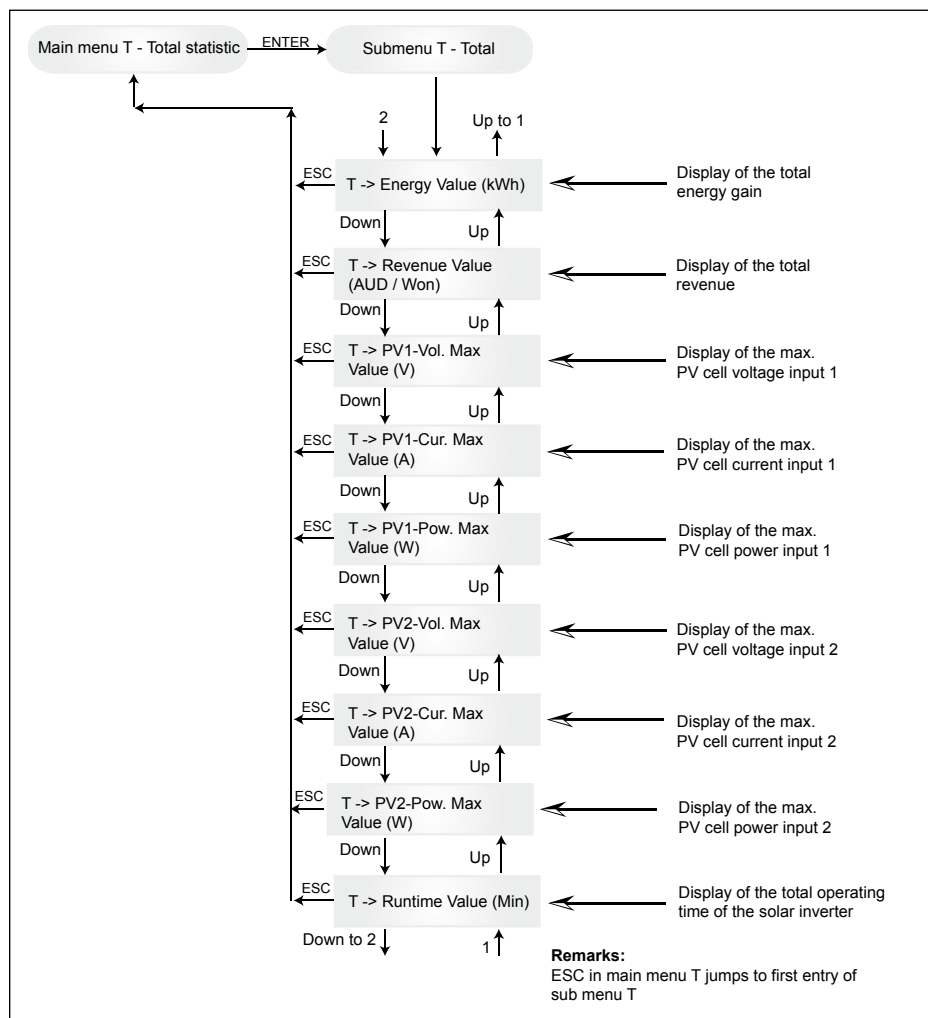 Main menu T - Total statistic
ENTER
Submenu T - Total
2
Up to 1
ESC
T -> Energy Value (kWh)
Display of the total
energy gain
Down
Up
ESC
T -> Revenue Value
(AUD / Won)
Display of the total
revenue
Down
Up
ESC
T -> PV1-Vol. Max
Value (V)
Display of the max.
PV cell voltage input 1
Down
Up
ESC
T -> PV1-Cur. Max
Value (A)
Display of the max.
PV cell current input 1
Down
Up
ESC
T -> PV1-Pow. Max
Value (W)
Display of the max.
PV cell power input 1
Down
Up
ESC
T -> PV2-Vol. Max
Value (V)
Display of the max.
PV cell voltage input 2
Down
Up
ESC
T -> PV2-Cur. Max
Value (A)
Display of the max.
PV cell current input 2
Down
Up
ESC
T -> PV2-Pow. Max
Value (W)
Display of the max.
PV cell power input 2
Down
Up
ESC
T -> Runtime Value (Min)
Display of the total operating
time of the solar inverter
Down to 2
1
Remarks:
ESC in main menu T jumps to first entry of
sub menu T